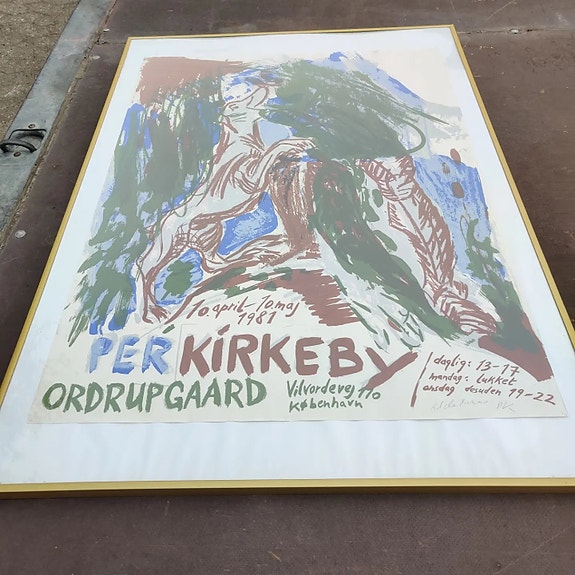 10. april - 10. maj
1981
PER KIRKEBY
ORDRUPGAARD
Vilvordevej 110
København
daglig: 13-17
mandag: lukket
onsdag desuden 19-22